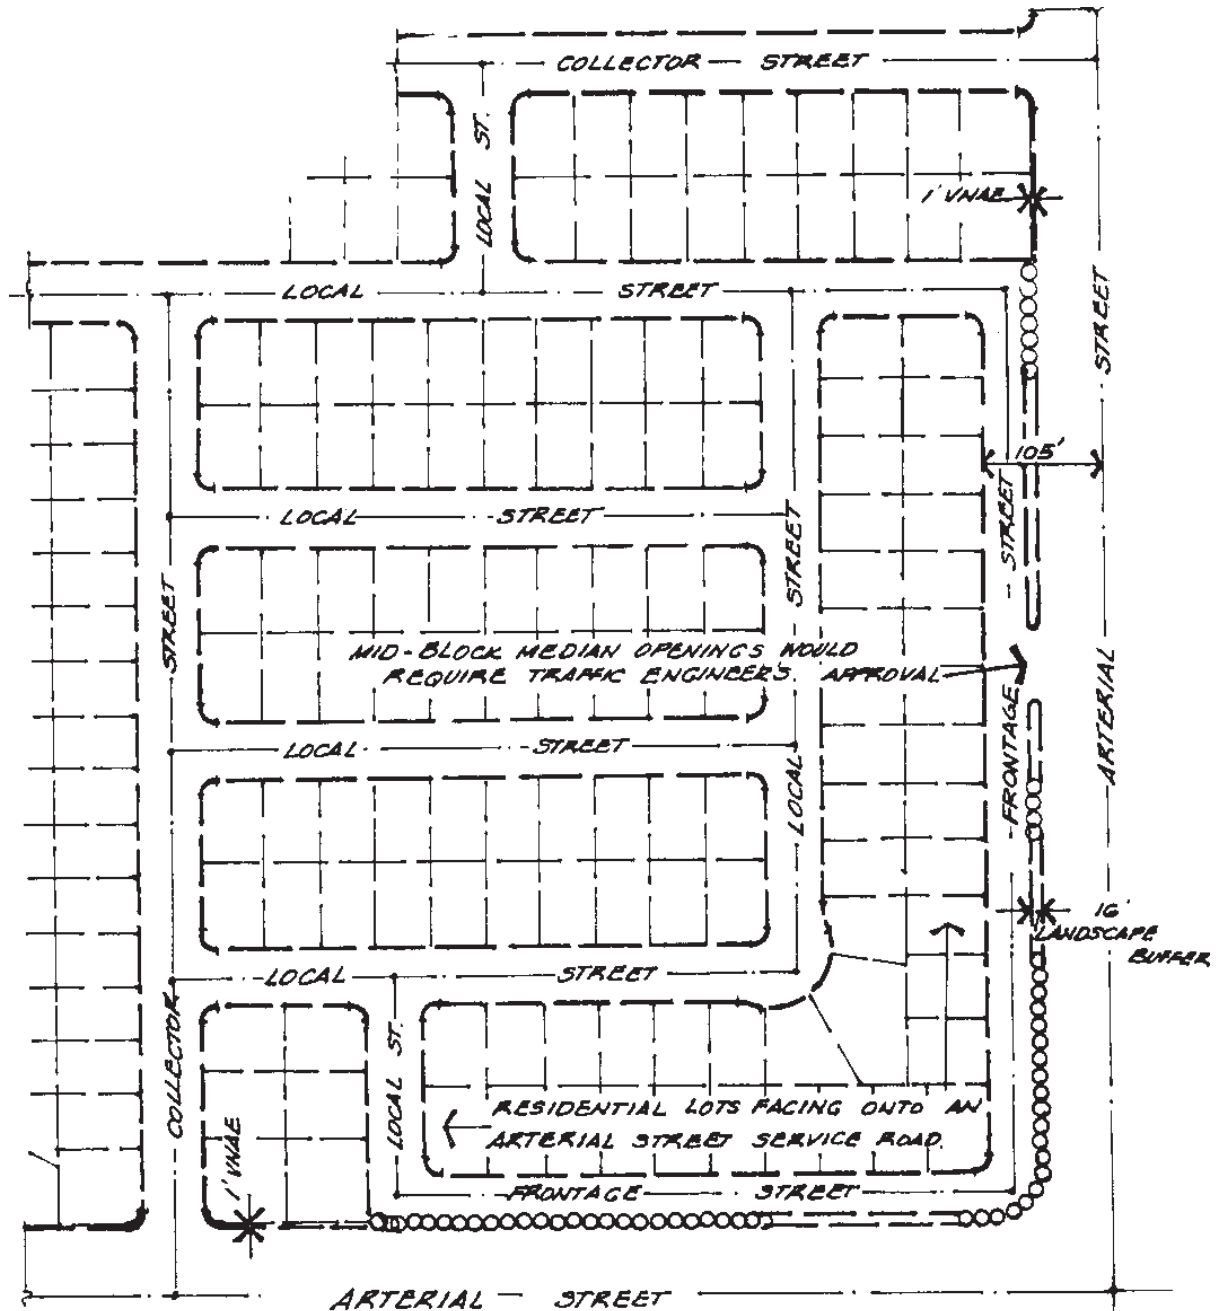 COLLECTOR STREET
LOCAL ST.
1' VNAE
LOCAL STREET
STREET
105'
LOCAL STREET
STREET
STREET
STREET
MID-BLOCK MEDIAN OPENINGS WOULD
REQUIRE TRAFFIC ENGINEERS APPROVAL
FRONTAGE
ARTERIAL
LOCAL STREET
LOCAL
16'
LANDSCAPE
BUFFER
LOCAL STREET
COLLECTOR
LOCAL ST.
RESIDENTIAL LOTS FACING ONTO AN
ARTERIAL STREET SERVICE ROAD.
1' VNAE
FRONTAGE STREET
ARTERIAL STREET